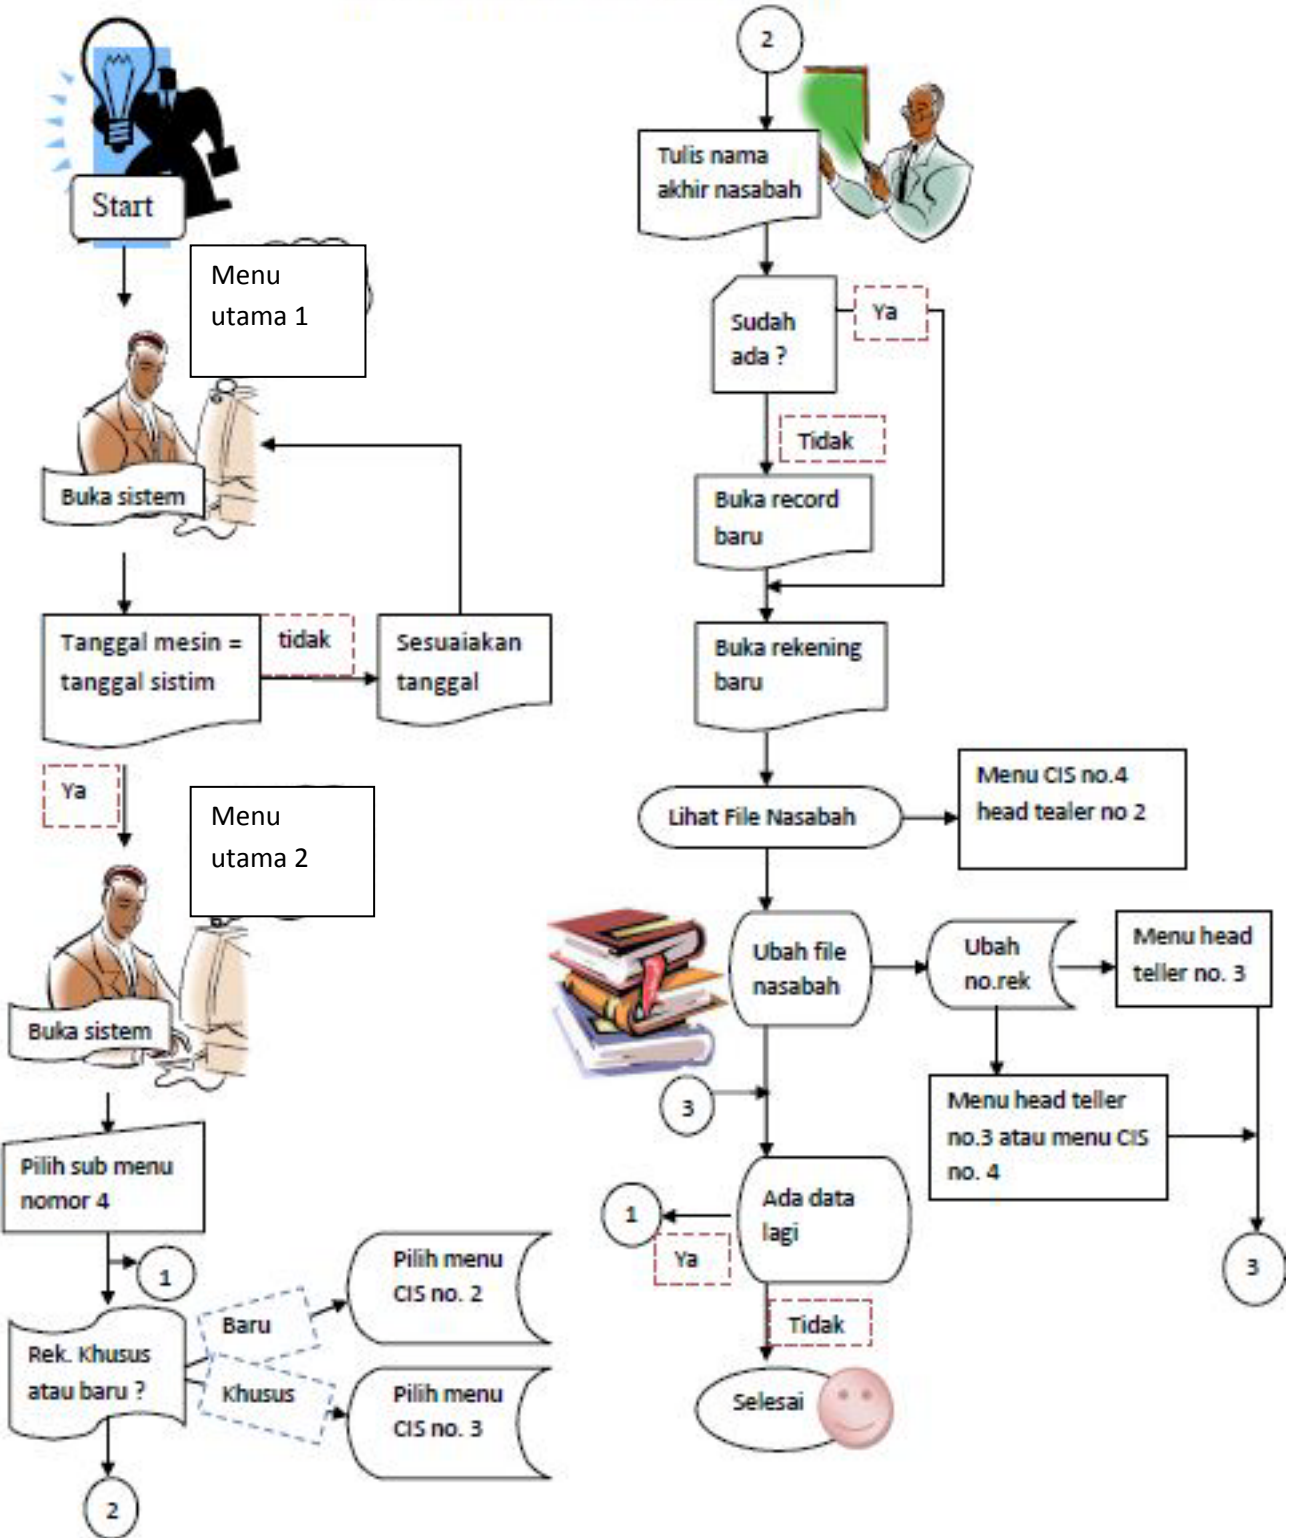 Start
Menu
utama 1
Buka sistem
Tanggal mesin =
tanggal sistim
tidak
Sesuaiakan
tanggal
Ya
Menu
utama 2
Buka sistem
Pilih sub menu
nomor 4
1
Rek. Khusus
atau baru ?
Baru
Pilih menu
CIS no. 2
Khusus
Pilih menu
CIS no. 3
2
2
Tulis nama
akhir nasabah
Sudah
ada ?
Ya
Tidak
Buka record
baru
Buka rekening
baru
Lihat File Nasabah
Menu CIS no.4
head tealer no 2
Ubah file
nasabah
Ubah
no.rek
Menu head
teller no. 3
Menu head teller
no.3 atau menu CIS
no. 4
3
Ada data
lagi
1
Ya
3
Tidak
Selesai